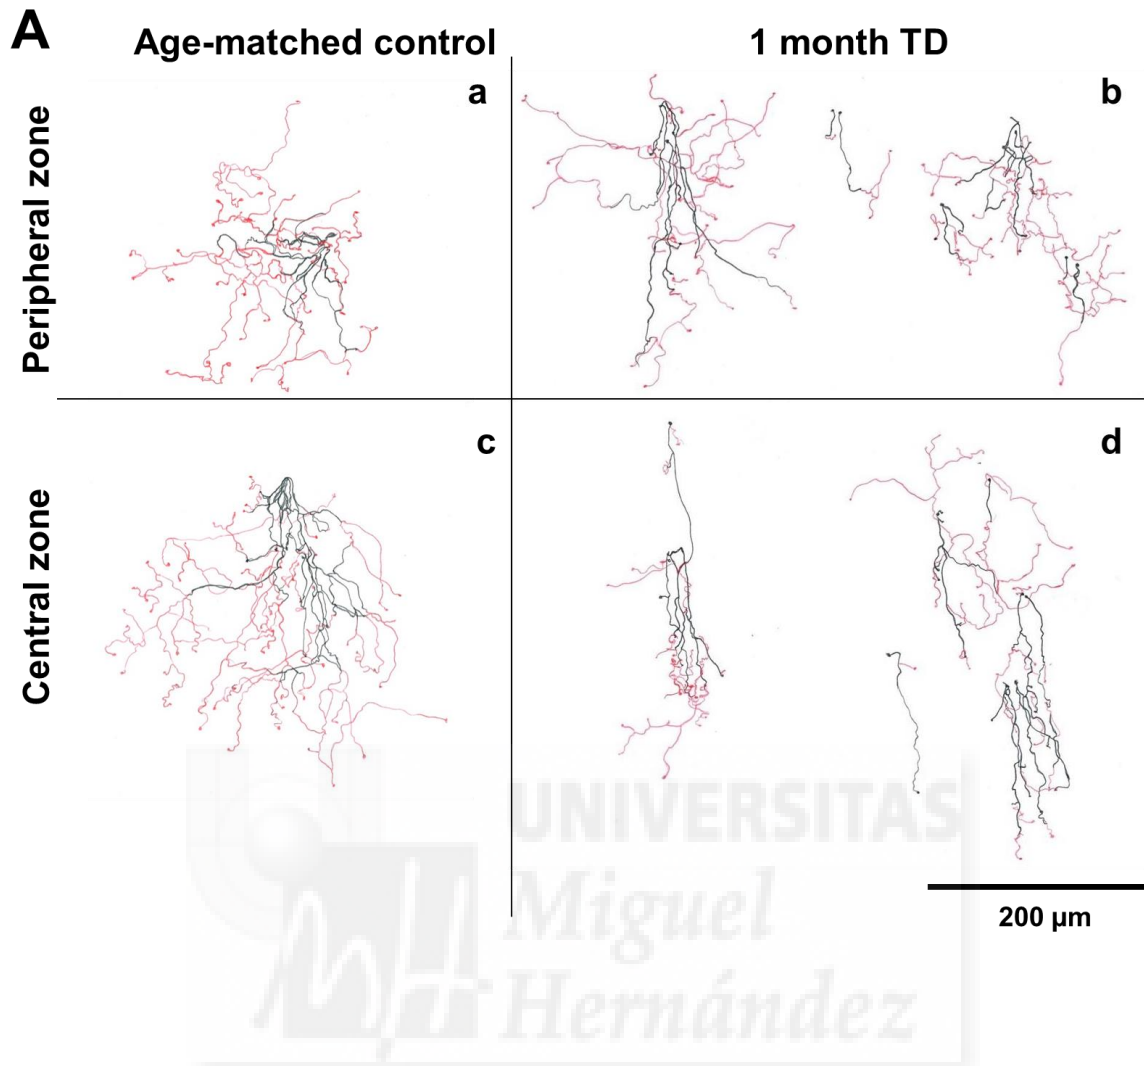 A
Age-matched control
1 month TD
Peripheral zone
a
b
Central zone
c
d
200 µm
UNIVERSITAS
Miguel
Hernández